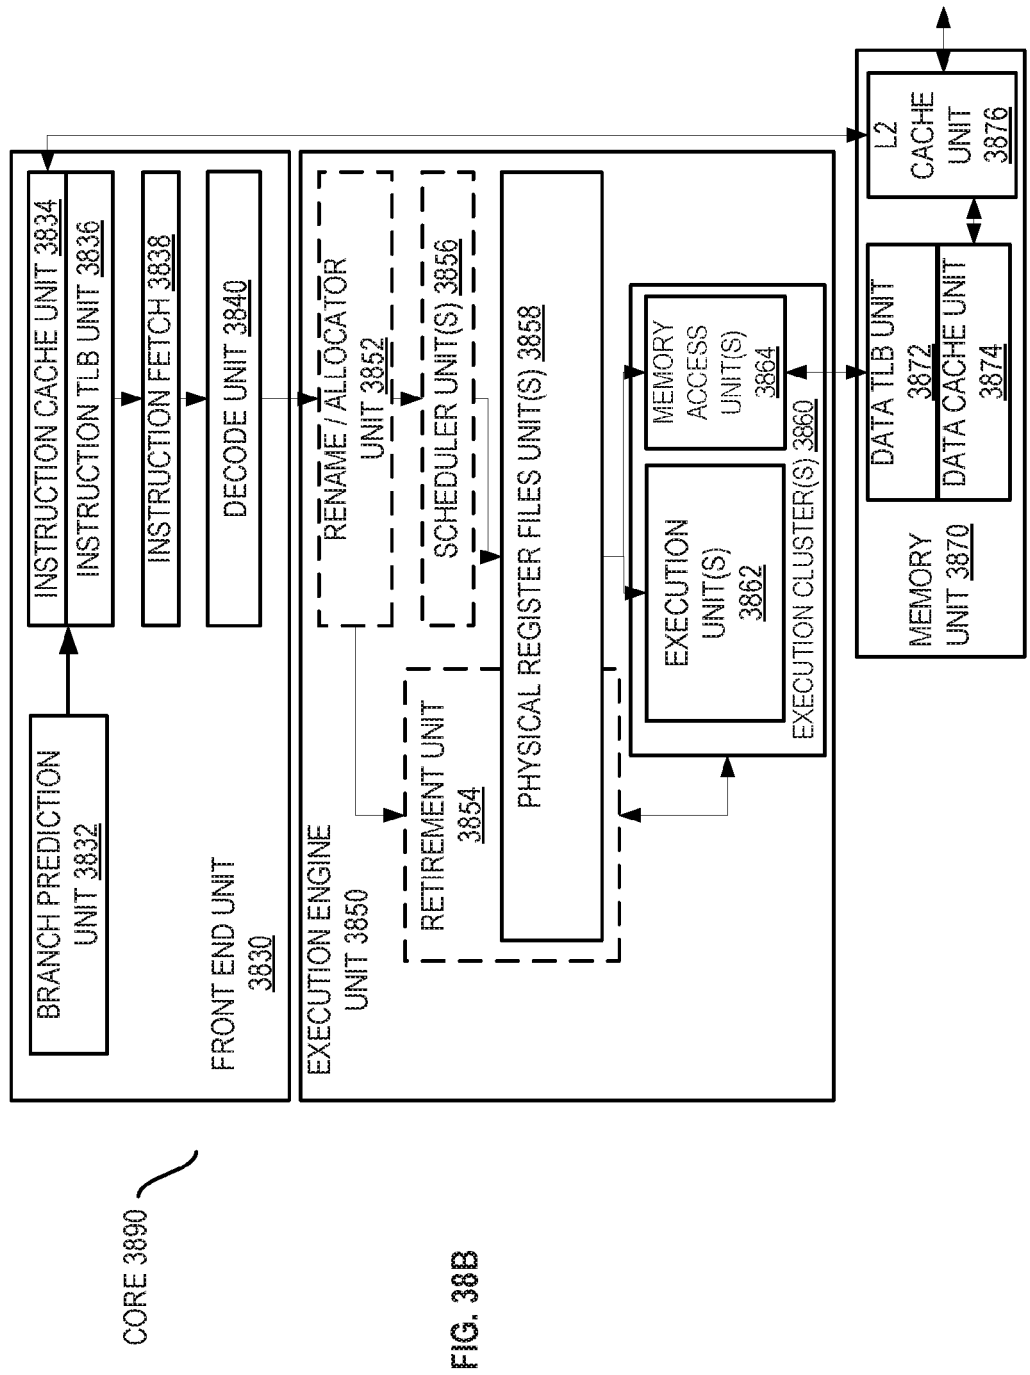 CORE 3890
BRANCH PREDICTION
UNIT 3832
INSTRUCTION CACHE UNIT 3834
INSTRUCTION TLB UNIT 3836
INSTRUCTION FETCH 3838
DECODE UNIT 3840
FRONT END UNIT
3830
EXECUTION ENGINE
UNIT 3850
RENAME / ALLOCATOR
UNIT 3852
RETIREMENT UNIT
3854
SCHEDULER UNIT(S) 3856
PHYSICAL REGISTER FILES UNIT(S) 3858
EXECUTION
UNIT(S)
3862
MEMORY
ACCESS
UNIT(S)
3864
EXECUTION CLUSTER(S) 3860
MEMORY
UNIT 3870
DATA TLB UNIT
3872
DATA CACHE UNIT
3874
L2
CACHE
UNIT
3876
FIG. 38B